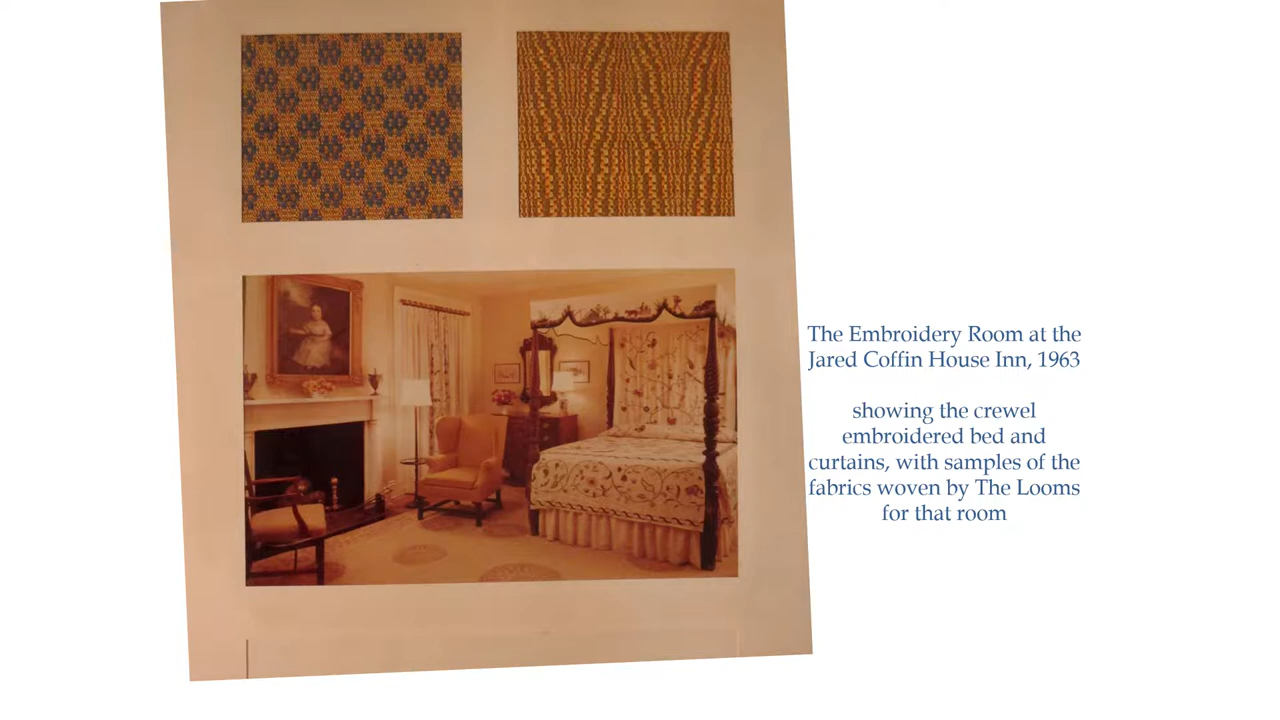 The Embroidery Room at the
Jared Coffin House Inn, 1963
showing the crewel
embroidered bed and
curtains, with samples of the
fabrics woven by The Looms
for that room